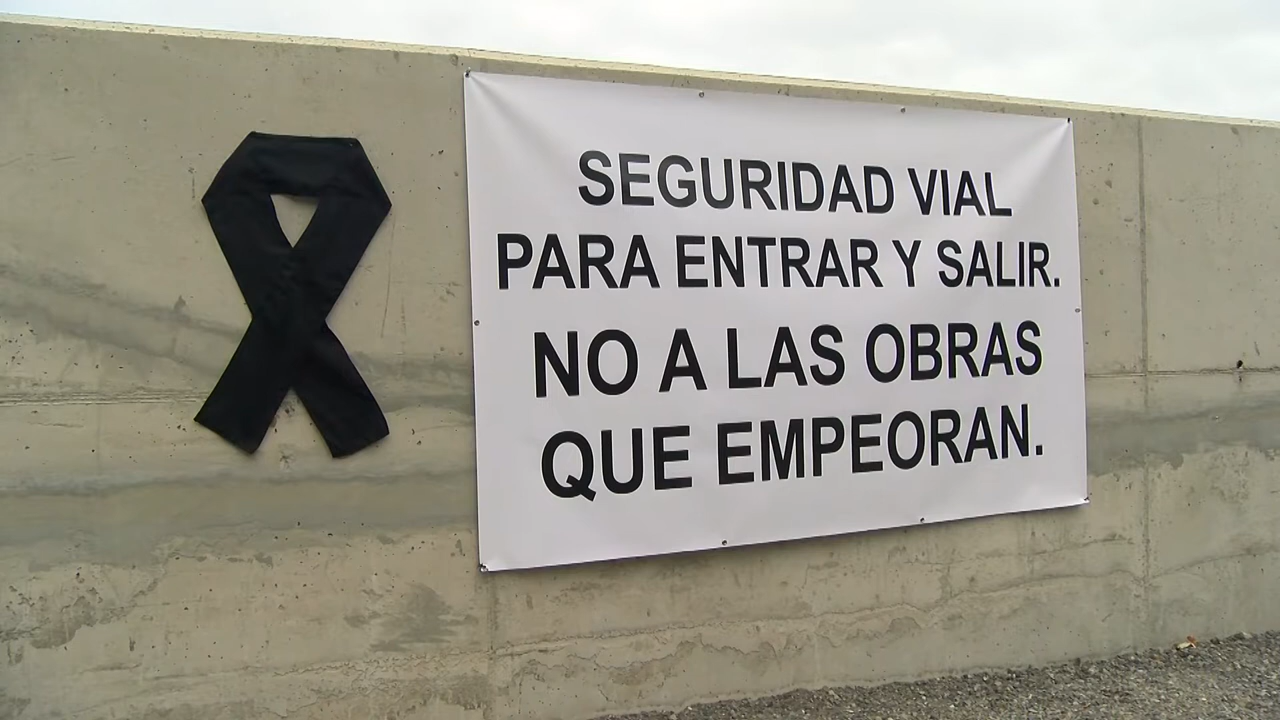 SEGURIDAD VIAL
PARA ENTRAR Y SALIR.
NO A LAS OBRAS
QUE EMPEORAN.